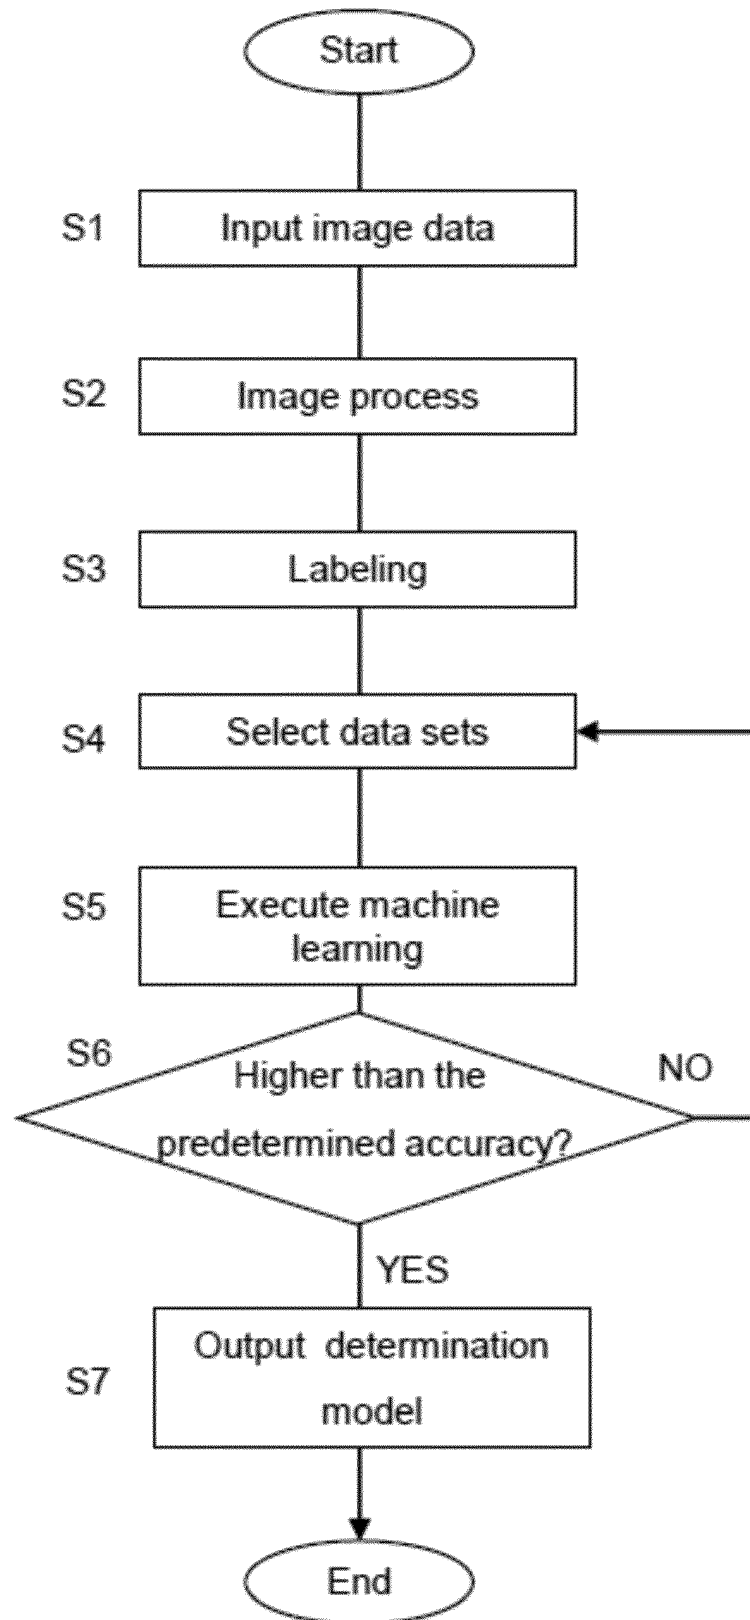 Start
S1
Input image data
S2
Image process
S3
Labeling
S4
Select data sets
S5
Execute machine
learning
S6
Higher than the
NO
predetermined accuracy?
YES
Output determination
S7
model
End